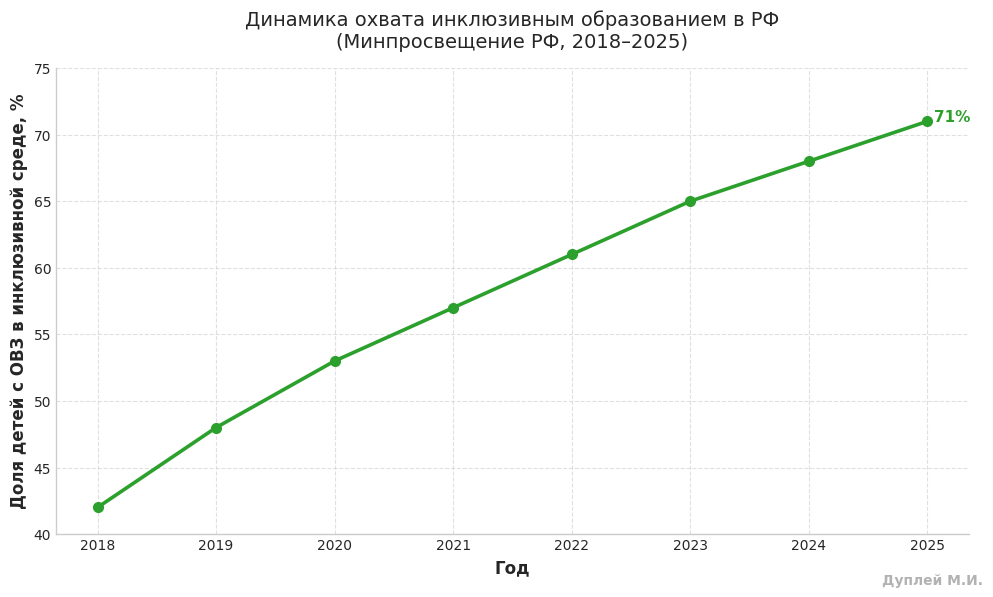 Динамика охвата инклюзивным образованием в РФ
(Минпросвещение РФ, 2018–2025)
Доля детей с ОВЗ в инклюзивной среде, %
75
70
65
60
55
50
45
40
71%
2018 2019 2020 2021 2022 2023 2024 2025
Год
Дуплей М.И.